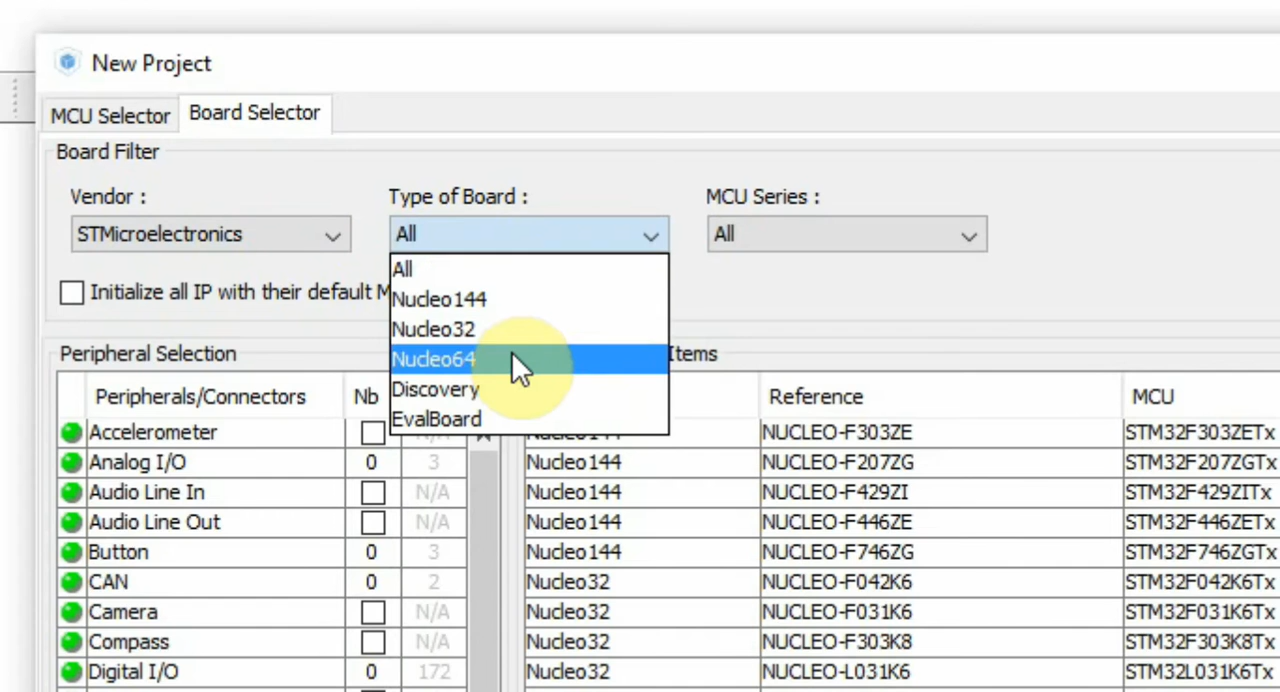 New Project
MCU Selector Board Selector
Board Filter
Vendor : Type of Board : MCU Series :
STMicroelectronics All All
All
Initialize all IP with their default M
Nucleo144
Nucleo32
Nucleo64
Discovery
EvalBoard
Peripheral Selection Items
Peripherals/Connectors Nb Reference MCU
Accelerometer NUCLEO-F303ZE STM32F303ZETx
Analog I/O 0 3 Nucleo144 NUCLEO-F207ZG STM32F207ZGTx
Audio Line In N/A Nucleo144 NUCLEO-F429ZI STM32F429ZITx
Audio Line Out N/A Nucleo144 NUCLEO-F446ZE STM32F446ZETx
Button 0 3 Nucleo144 NUCLEO-F746ZG STM32F746ZGTx
CAN 0 2 Nucleo32 NUCLEO-F042K6 STM32F042K6Tx
Camera N/A Nucleo32 NUCLEO-F031K6 STM32F031K6Tx
Compass N/A Nucleo32 NUCLEO-F303K8 STM32F303K8Tx
Digital I/O 0 172 Nucleo32 NUCLEO-L031K6 STM32L031K6Tx